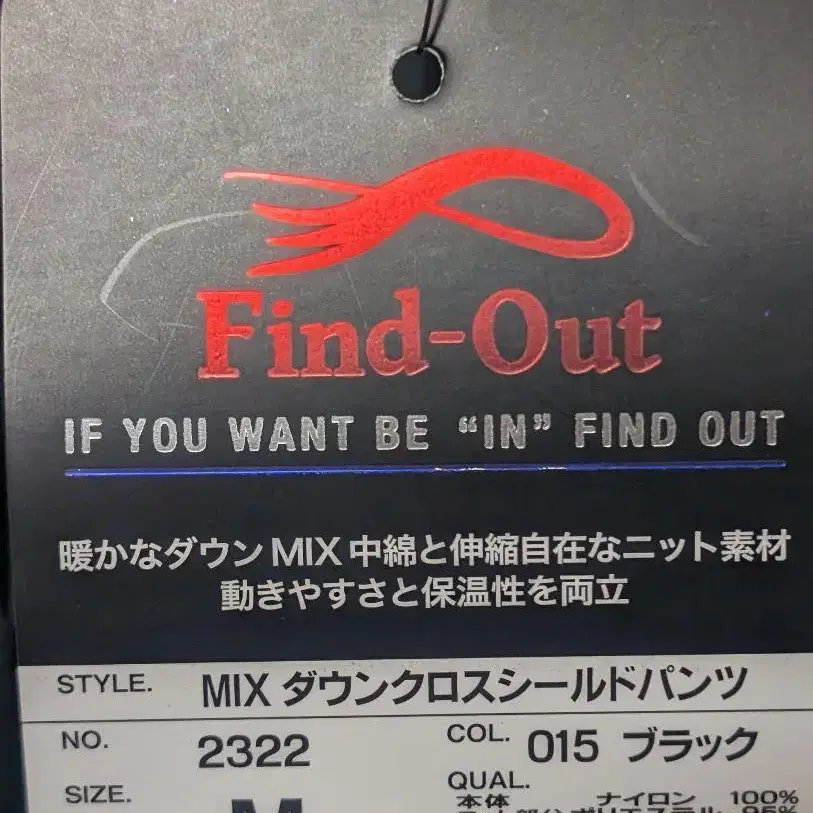 Find-Out
IF YOU WANT BE “IN” FIND OUT
暖かなダウンMIX中綿と伸縮自在なニット素材
動きやすさと保温性を両立
STYLE. MIX ダウンクロスシールドパンツ
NO. 2322
COL. 015 ブラック
SIZE. M
QUAL.
本体 ナイロン 100%